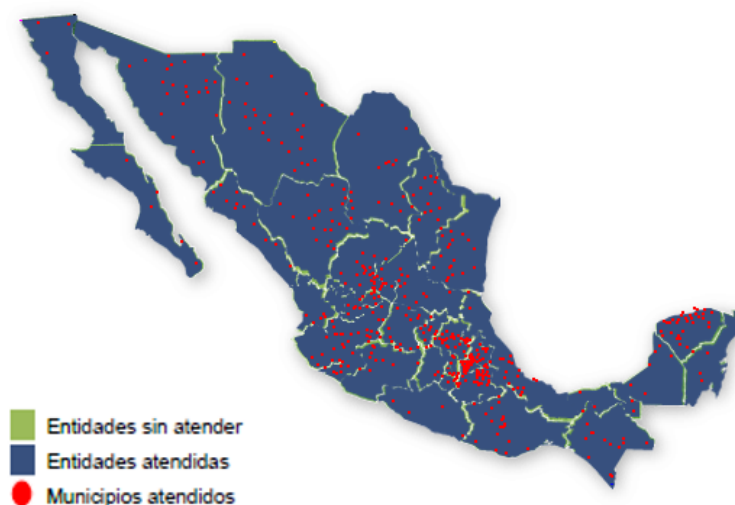 Entidades sin atender
Entidades atendidas
Municipios atendidos